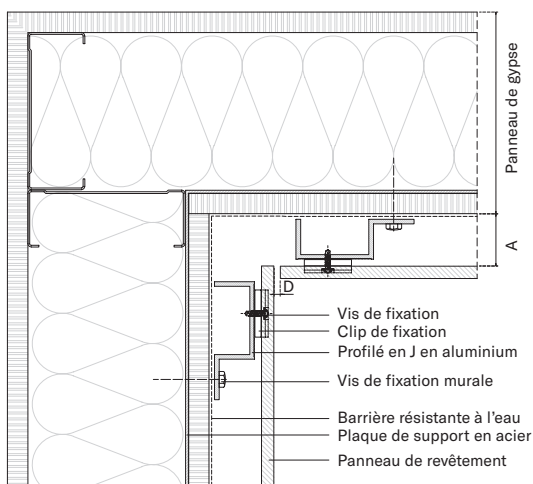 Panneau de gypse
A
D
Vis de fixation
Clip de fixation
Profilé en J en aluminium
Vis de fixation murale
Barrière résistante à l'eau
Plaque de support en acier
Panneau de revêtement